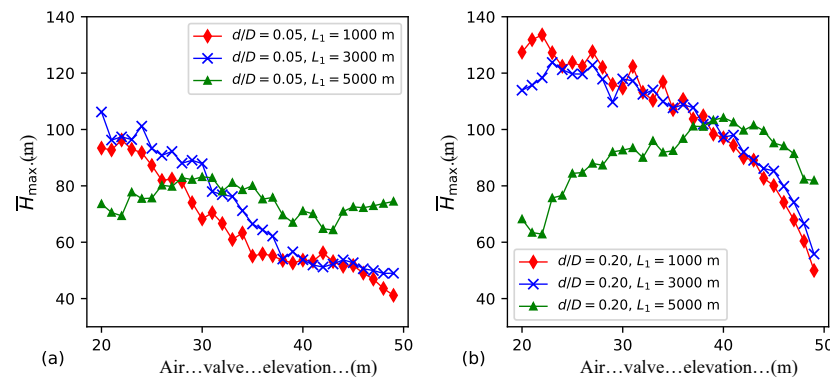 140
120
100
80
60
40
20
30
40
50
H̅max.(m)
Air…valve…elevation…(m)
(a)
d/D = 0.05, L₁ = 1000 m
d/D = 0.05, L₁ = 3000 m
d/D = 0.05, L₁ = 5000 m
140
120
100
80
60
40
20
30
40
50
H̅max.(m)
Air…valve…elevation…(m)
(b)
d/D = 0.20, L₁ = 1000 m
d/D = 0.20, L₁ = 3000 m
d/D = 0.20, L₁ = 5000 m